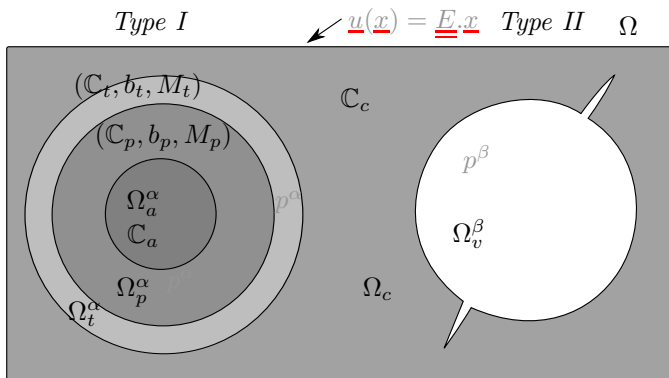 Type I
u(x) = E.x
Type II
Ω
(ℂ_t, b_t, M_t)
ℂ_c
(ℂ_p, b_p, M_p)
p^β
p^α
Ω_a^α
ℂ_a
Ω_v^β
Ω_p^α
Ω_c
Ω_t^α